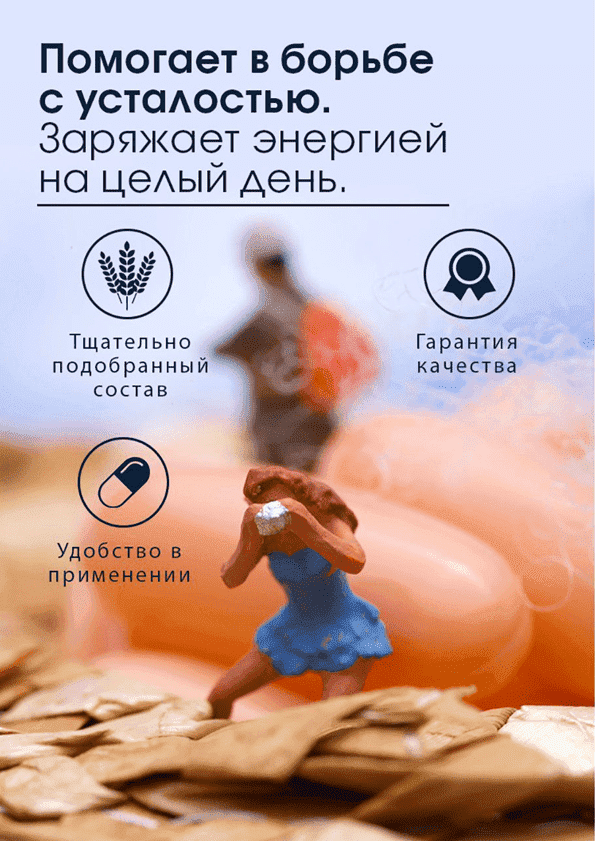 Помогает в борьбе
с усталостью.
Заряжает энергией
на целый день.
Тщательно
подобранный
состав
Гарантия
качества
Удобство в
применении